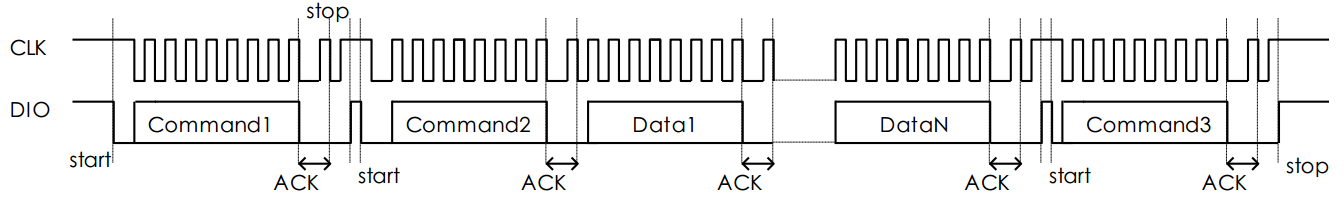 stop
CLK
DIO
Command1
Command2
Data1
DataN
Command3
start
ACK
start
ACK
ACK
ACK
start
ACK
stop